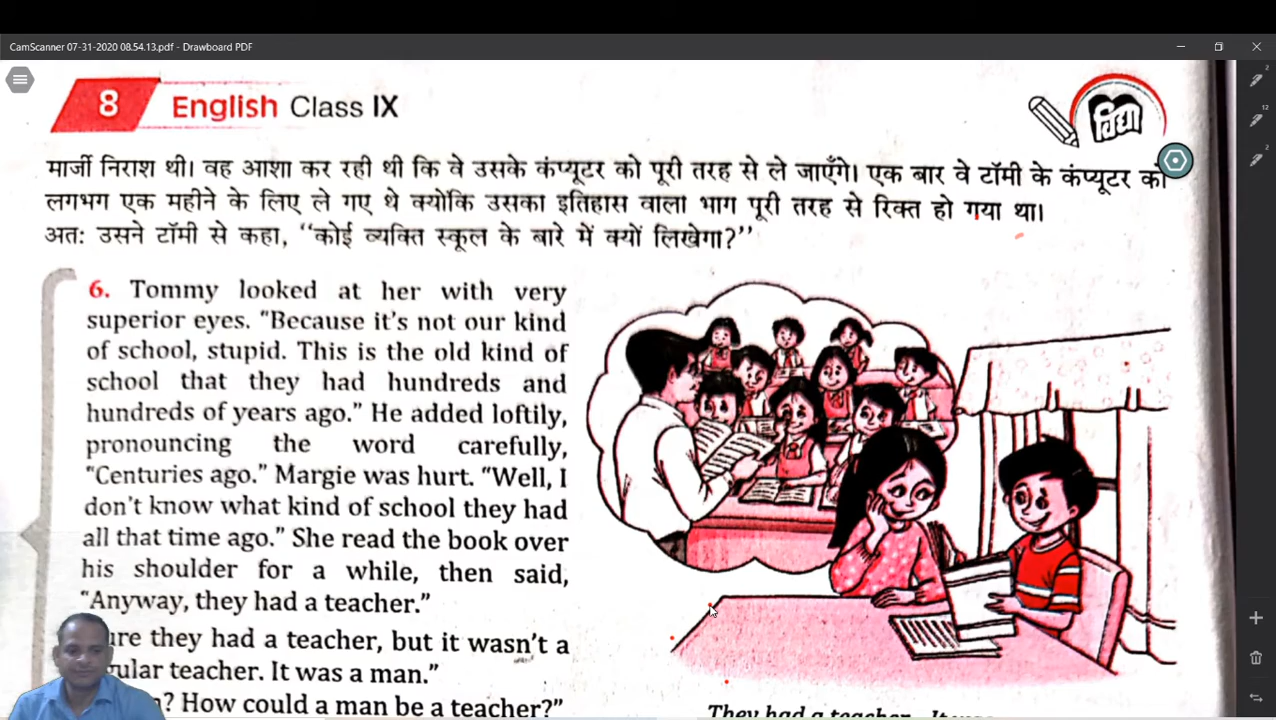 CamScanner 07-31-2020 08.54.13.pdf - Drawboard PDF
8 English Class IX
विद्या
मार्जी निराश थी। वह आशा कर रही थी कि वे उसके कंप्यूटर को पूरी तरह से ले जाएँगे। एक बार वे टॉमी के कंप्यूटर को
लगभग एक महीने के लिए ले गए थे क्योंकि उसका इतिहास वाला भाग पूरी तरह से रिक्त हो गया था।
अतः उसने टॉमी से कहा, ‘‘कोई व्यक्ति स्कूल के बारे में क्यों लिखेगा?’’
6. Tommy looked at her with very
superior eyes. “Because it’s not our kind
of school, stupid. This is the old kind of
school that they had hundreds and
hundreds of years ago.” He added loftily,
pronouncing the word carefully,
“Centuries ago.” Margie was hurt. “Well, I
don’t know what kind of school they had
all that time ago.” She read the book over
his shoulder for a while, then said,
“Anyway, they had a teacher.”
ure they had a teacher, but it wasn’t a
gular teacher. It was a man.”
? How could a man be a teacher?”
They had a teacher
2
12
2